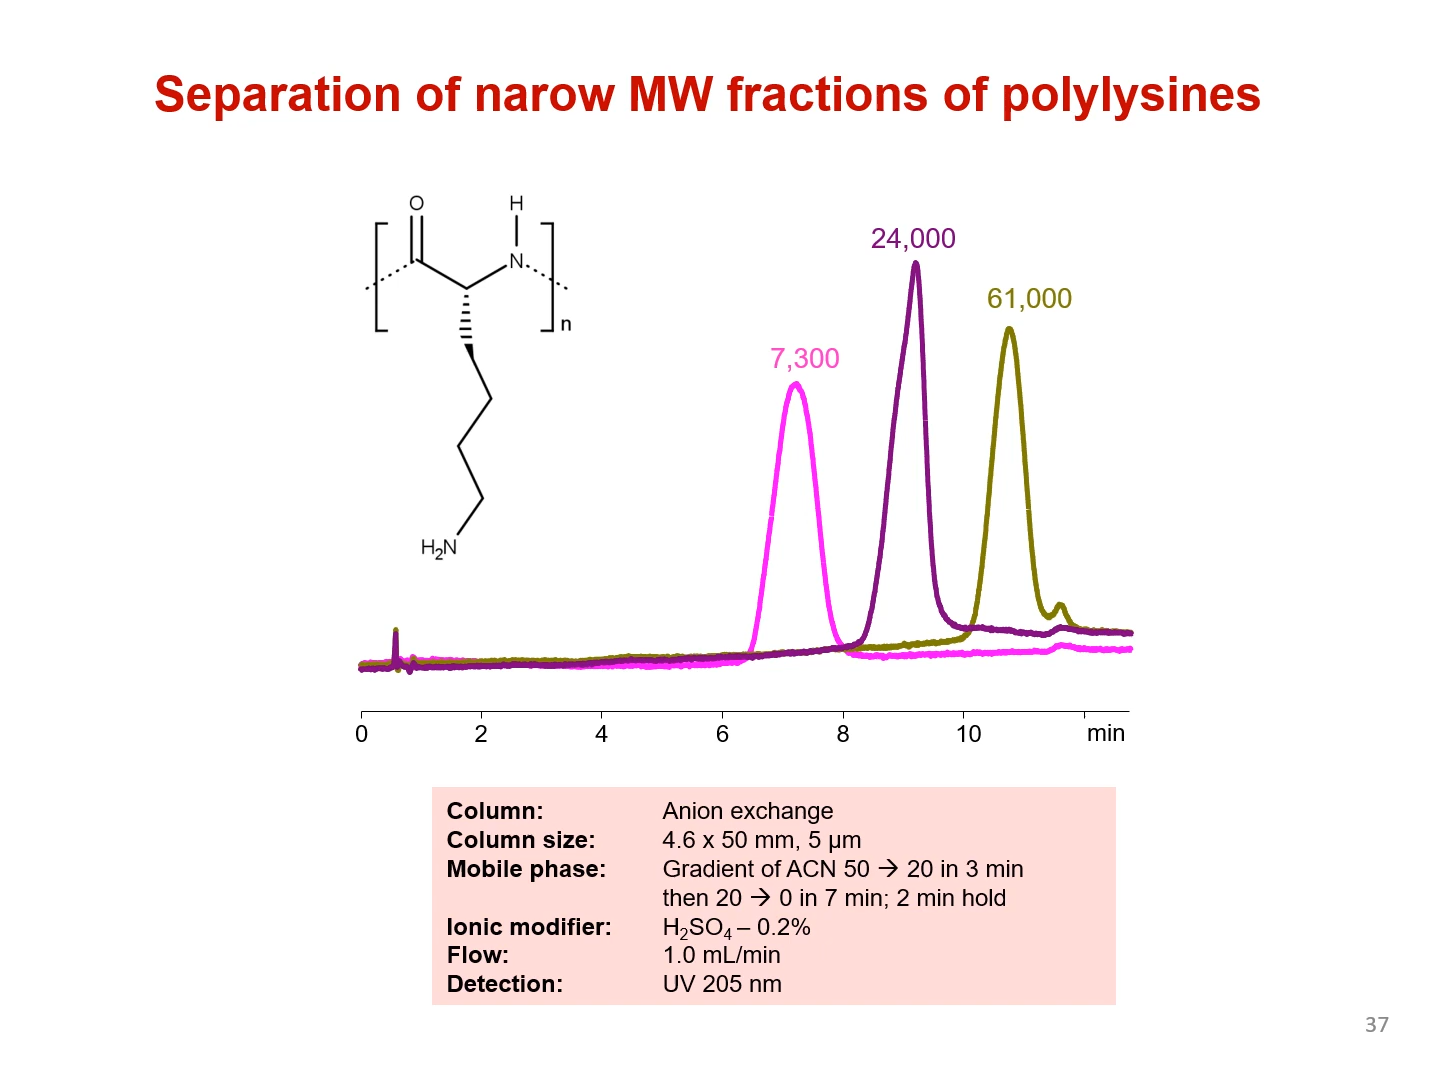 Separation of narow MW fractions of polylysines
O
H
N
n
H₂N
24,000
61,000
7,300
0 2 4 6 8 10 min
Column: Anion exchange
Column size: 4.6 x 50 mm, 5 µm
Mobile phase: Gradient of ACN 50 → 20 in 3 min
then 20 → 0 in 7 min; 2 min hold
Ionic modifier: H₂SO₄ – 0.2%
Flow: 1.0 mL/min
Detection: UV 205 nm
37